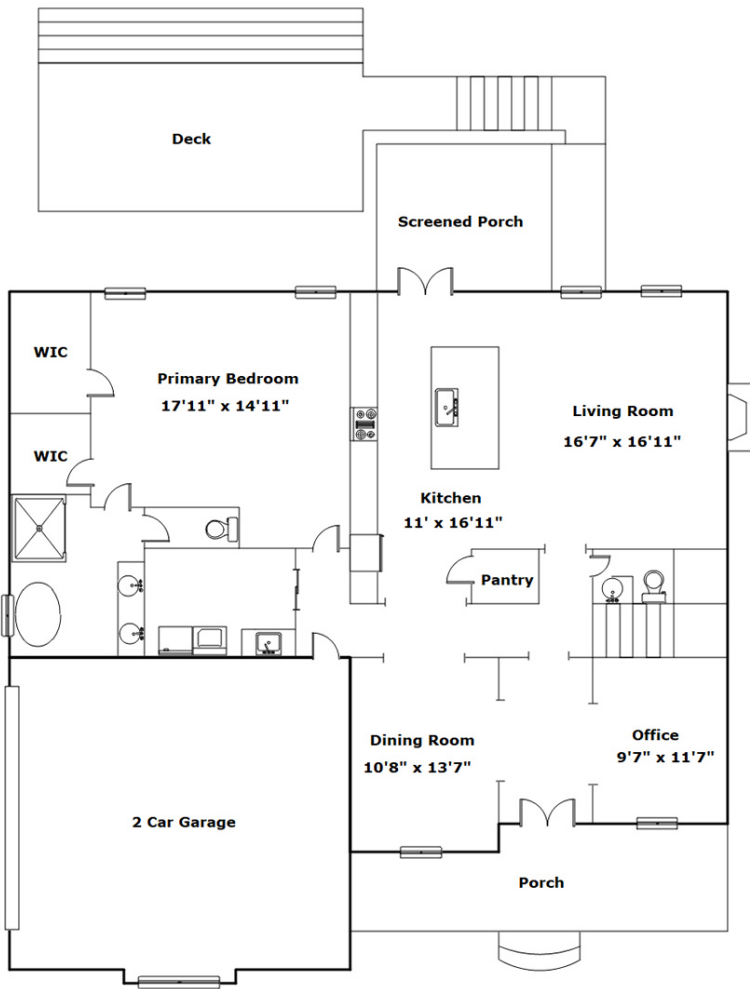 Deck
Screened Porch
WIC
Primary Bedroom
17'11" x 14'11"
Living Room
16'7" x 16'11"
WIC
Kitchen
11' x 16'11"
Pantry
Dining Room
10'8" x 13'7"
Office
9'7" x 11'7"
2 Car Garage
Porch